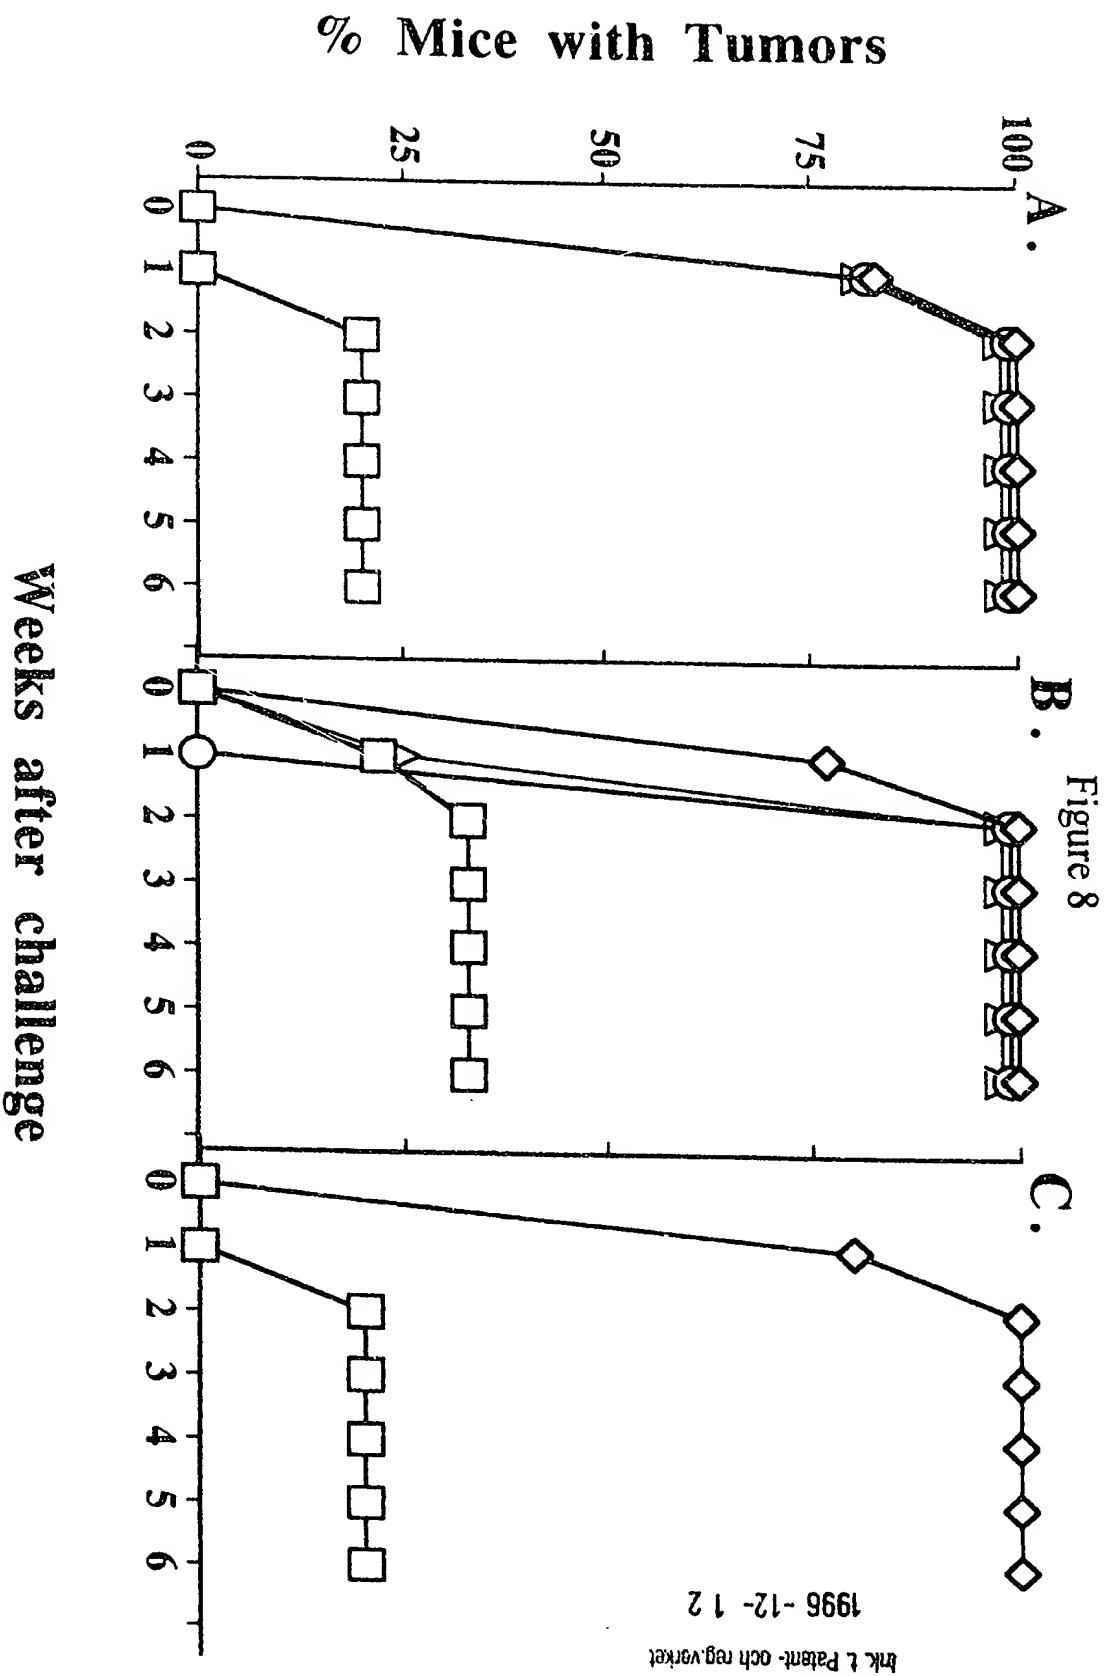 Figure 8
% Mice with Tumors
A.
B.
C.
100
75
50
25
0
0 1 2 3 4 5 6
0 1 2 3 4 5 6
0 1 2 3 4 5 6
Weeks after challenge
Ink. t. Patent- och reg.verket
1996 -12- 1 2